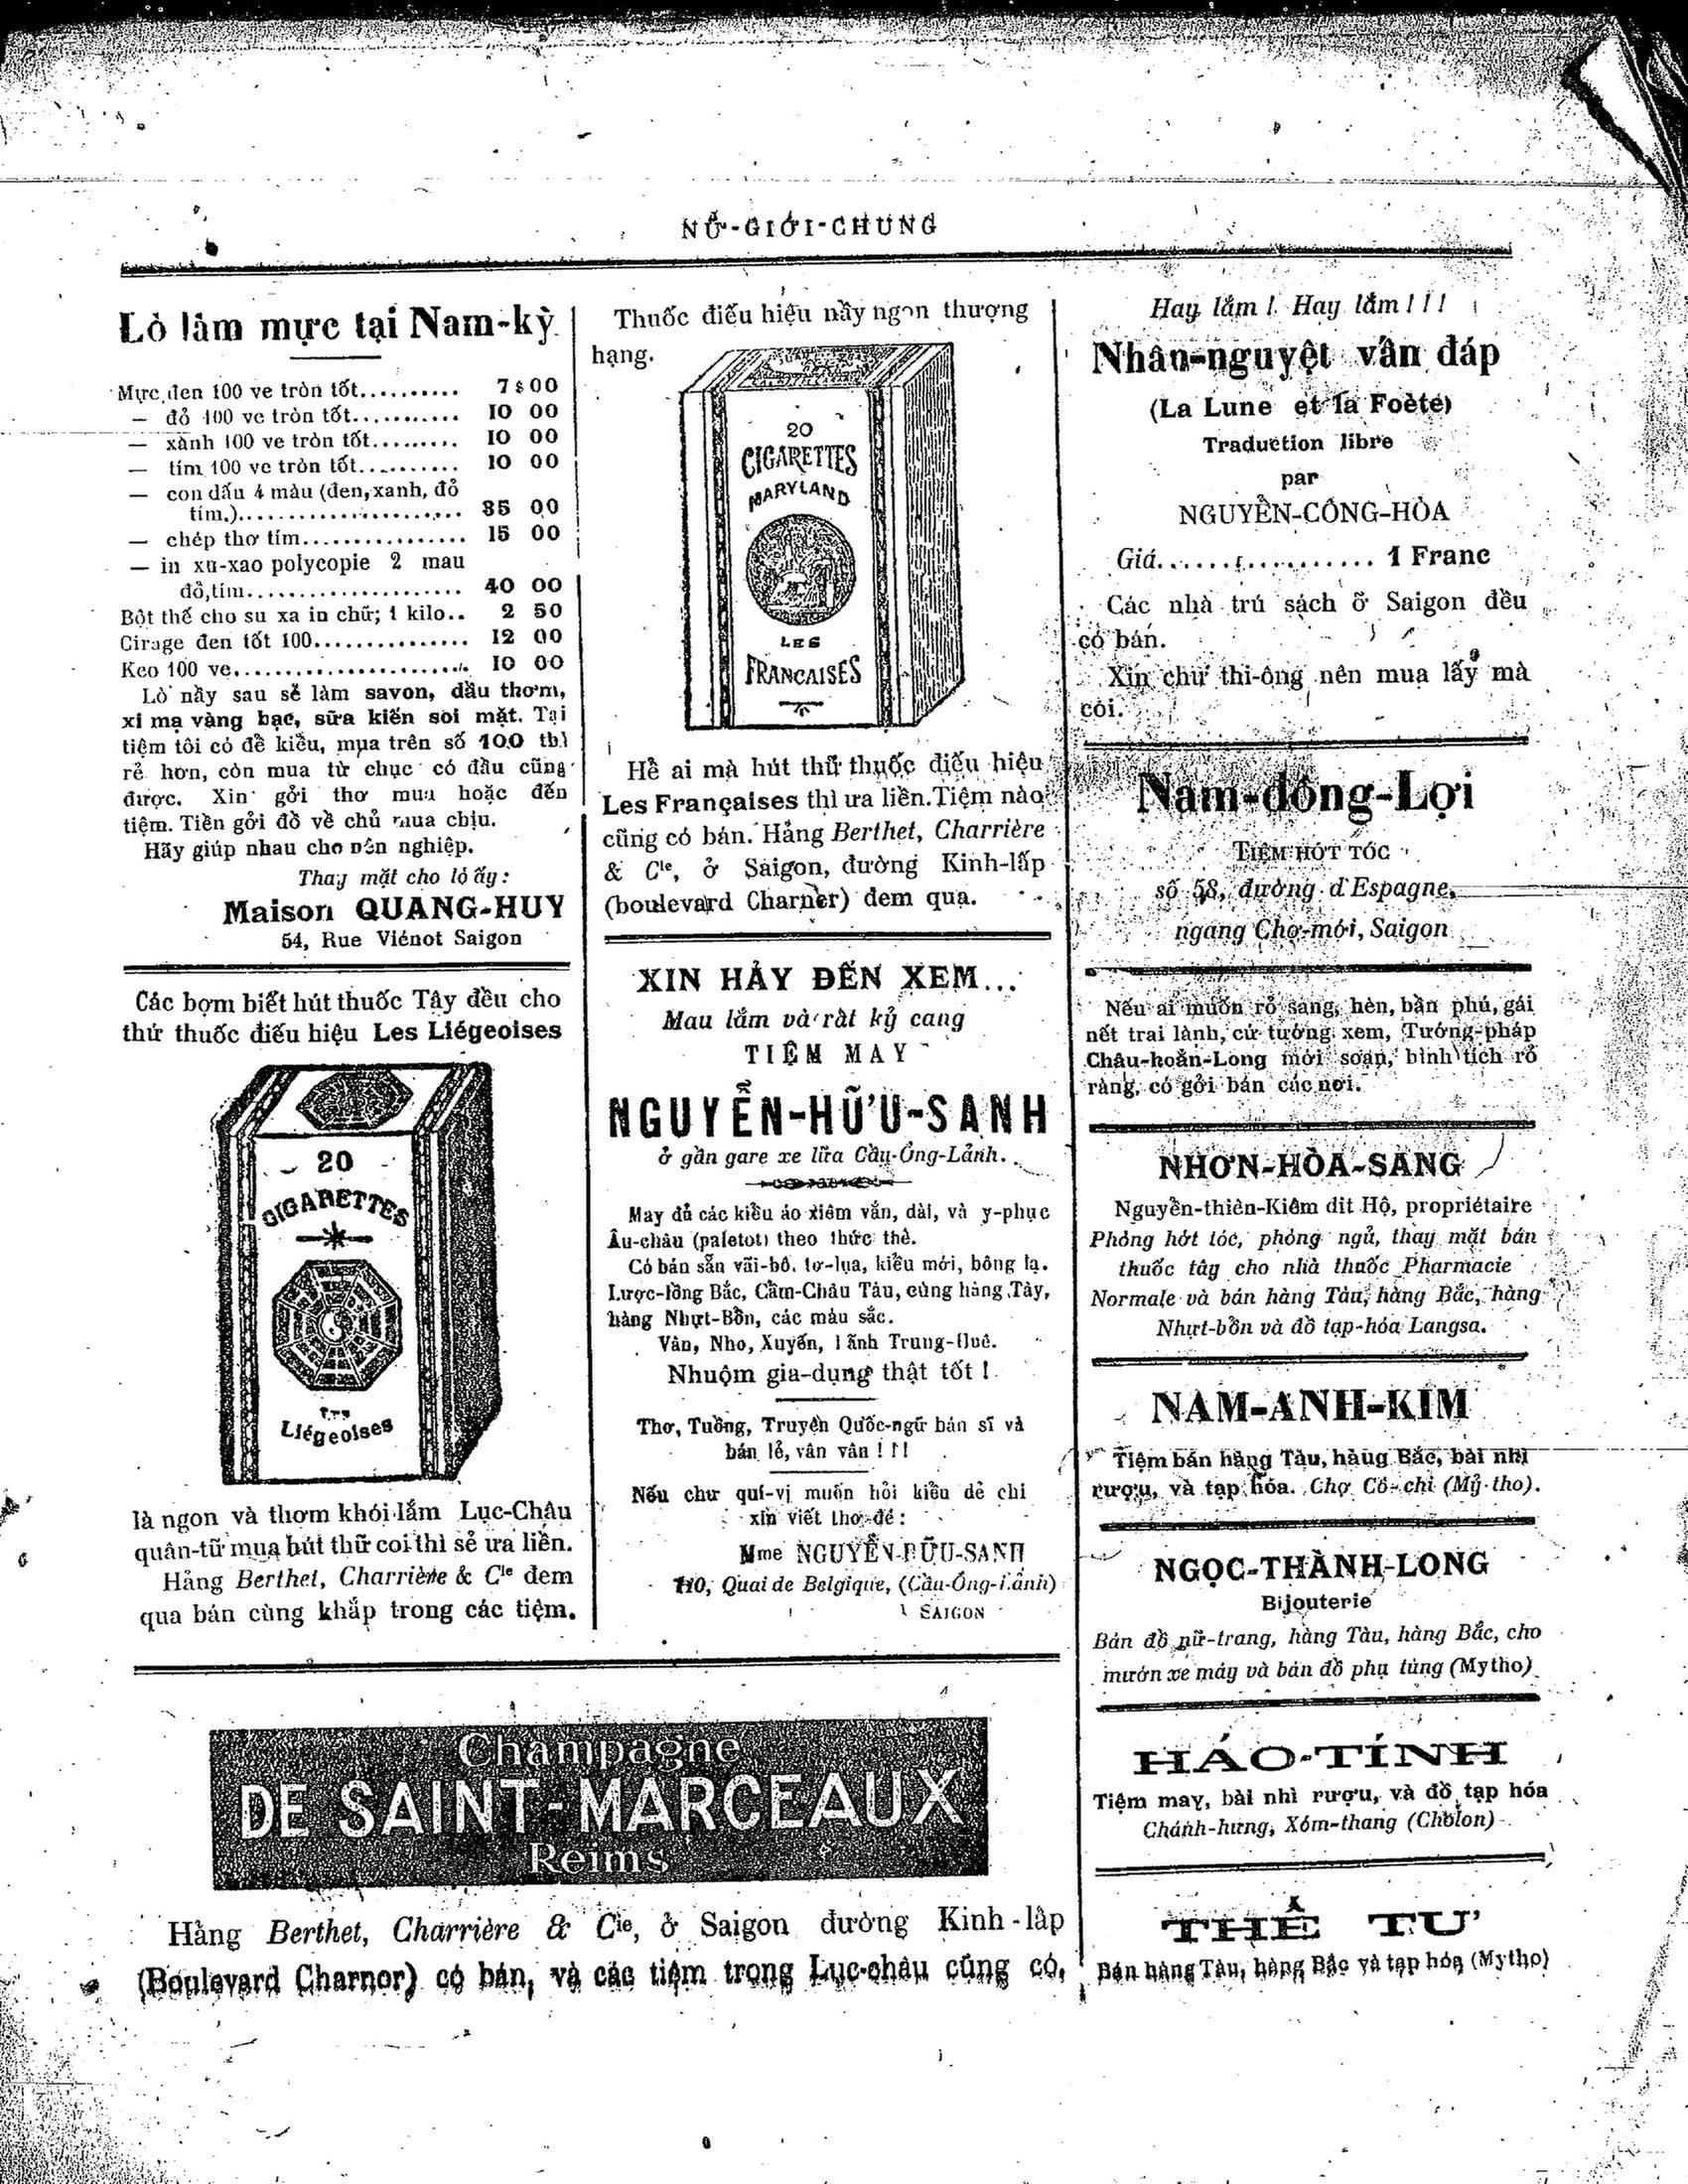 NỮ-GIỚI-CHUNG
Lò làm mực tại Nam-kỳ
Mực đen 100 ve tròn tốt.......... 7$00
— đỏ 100 ve tròn tốt........... 10 00
— xanh 100 ve tròn tốt......... 10 00
— tím 100 ve tròn tốt.......... 10 00
— con dấu 4 màu (đen, xanh, đỏ
tím.)...................... 35 00
— chép thơ tím................ 15 00
— in xu-xao polycopie 2 mau
đỏ, tím...................... 40 00
Bột thế cho su xa in chữ; 1 kilo.. 2 50
Cirage đen tốt 100............... 12 00
Keo 100 ve........................ 10 00
Lò nầy sau sẽ làm savon, dầu thơm,
xi mạ vàng bạc, sữa kiến soi mặt. Tại
tiệm tôi có đề kiểu, mua trên số 100 thì
rẻ hơn, còn mua từ chục có đầu cũng
được. Xin gởi thơ mua hoặc đến
tiệm. Tiền gởi đồ về chủ mua chịu.
Hãy giúp nhau cho nên nghiệp.
Thay mặt cho lò ấy:
Maison QUANG-HUY
54, Rue Viénot Saigon
Các bợm biết hút thuốc Tây đều cho
thứ thuốc điếu hiệu Les Liégeoises
20
CIGARETTES
Les
Liégeoises
là ngon và thơm khói lắm Lục-Châu
quân-tữ mua hút thữ coi thì sẻ ưa liền.
Hảng Berthet, Charrière & Cie đem
qua bán cùng khắp trong các tiệm.
Thuốc điếu hiệu nầy ngon thượng
hạng.
20
CIGARETTES
MARYLAND
LES
FRANCAISES
Hể ai mà hút thữ thuốc điếu hiệu
Les Françaises thì ưa liền. Tiệm nào
cũng có bán. Hảng Berthet, Charrière
& Cie, ở Saigon, đường Kinh-lấp
(boulevard Charner) đem qua.
XIN HẢY ĐẾN XEM...
Mau lắm và rất kỷ cang
TIỆM MAY
NGUYỄN-HỮU-SANH
ở gần gare xe lữa Cầu-Ông-Lảnh.
May đủ các kiểu áo xiêm vắn, dài, và y-phục
Âu-châu (paletot) theo thức thể.
Có bán sẵn vãi-bô, tơ-lụa, kiểu mới, bông lạ.
Lược-lồng Bắc, Cẩm-Châu Tàu, cùng hàng Tây,
hàng Nhựt-Bổn, các màu sắc.
Vân, Nho, Xuyến, Lãnh Trung-Huê.
Nhuộm gia-dụng thật tốt !
Thơ, Tuồng, Truyện Quốc-ngữ bán sĩ và
bán lẻ, vân vân ! ! !
Nếu chư quí-vị muốn hỏi kiểu dẻ chi
xin viết thơ đề:
Mme NGUYỄN-HỮU-SANH
110, Quai de Belgique, (Cầu-Ông-Lảnh)
SAIGON
Champagne
DE SAINT-MARCEAUX
Reims
Hảng Berthet, Charrière & Cie, ở Saigon đường Kinh-lấp
(Boulevard Charner) có bán, và các tiệm trong Lục-châu cũng có.
Hay lắm ! Hay lắm ! ! !
Nhân-nguyệt vấn đáp
(La Lune et la Foète)
Traduction libre
par
NGUYỄN-CÔNG-HÒA
Giá..................... 1 Franc
Các nhà trú sách ở Saigon đều
có bán.
Xin chư thi-ông nên mua lấy mà
coi.
Nam-đông-Lợi
TIỆM HỚT TÓC
số 58, đường d'Espagne,
ngang Chợ-mới, Saigon
Nếu ai muốn rỏ sang, hèn, bần phú, gái
nết trai lành, cứ tướng xem, Tướng-pháp
Châu-hoản-Long mới soạn, bình tích rỏ
ràng, có gởi bán các nơi.
NHƠN-HÒA-SANG
Nguyễn-thiên-Kiêm dit Hộ, propriétaire
Phòng hớt tóc, phòng ngủ, thay mặt bán
thuốc tây cho nhà thuốc Pharmacie
Normale và bán hàng Tàu, hàng Bắc, hàng
Nhựt-bổn và đồ tạp-hóa Langsa.
NAM-ANH-KIM
Tiệm bán hàng Tàu, hàng Bắc, bài nhì
rượu, và tạp hóa. Chợ Cô-chi (Mỹ-tho).
NGỌC-THÀNH-LONG
Bijouterie
Bán đồ nữ-trang, hàng Tàu, hàng Bắc, cho
mướn xe máy và bán đồ phụ tùng (Mytho)
HÁO-TÍNH
Tiệm may, bài nhì rượu, và đồ tạp hóa
Chánh-hưng, Xóm-thang (Cholon)
THẾ TƯ
Bán hàng Tàu, hàng Bắc và tạp hóa (Mytho)